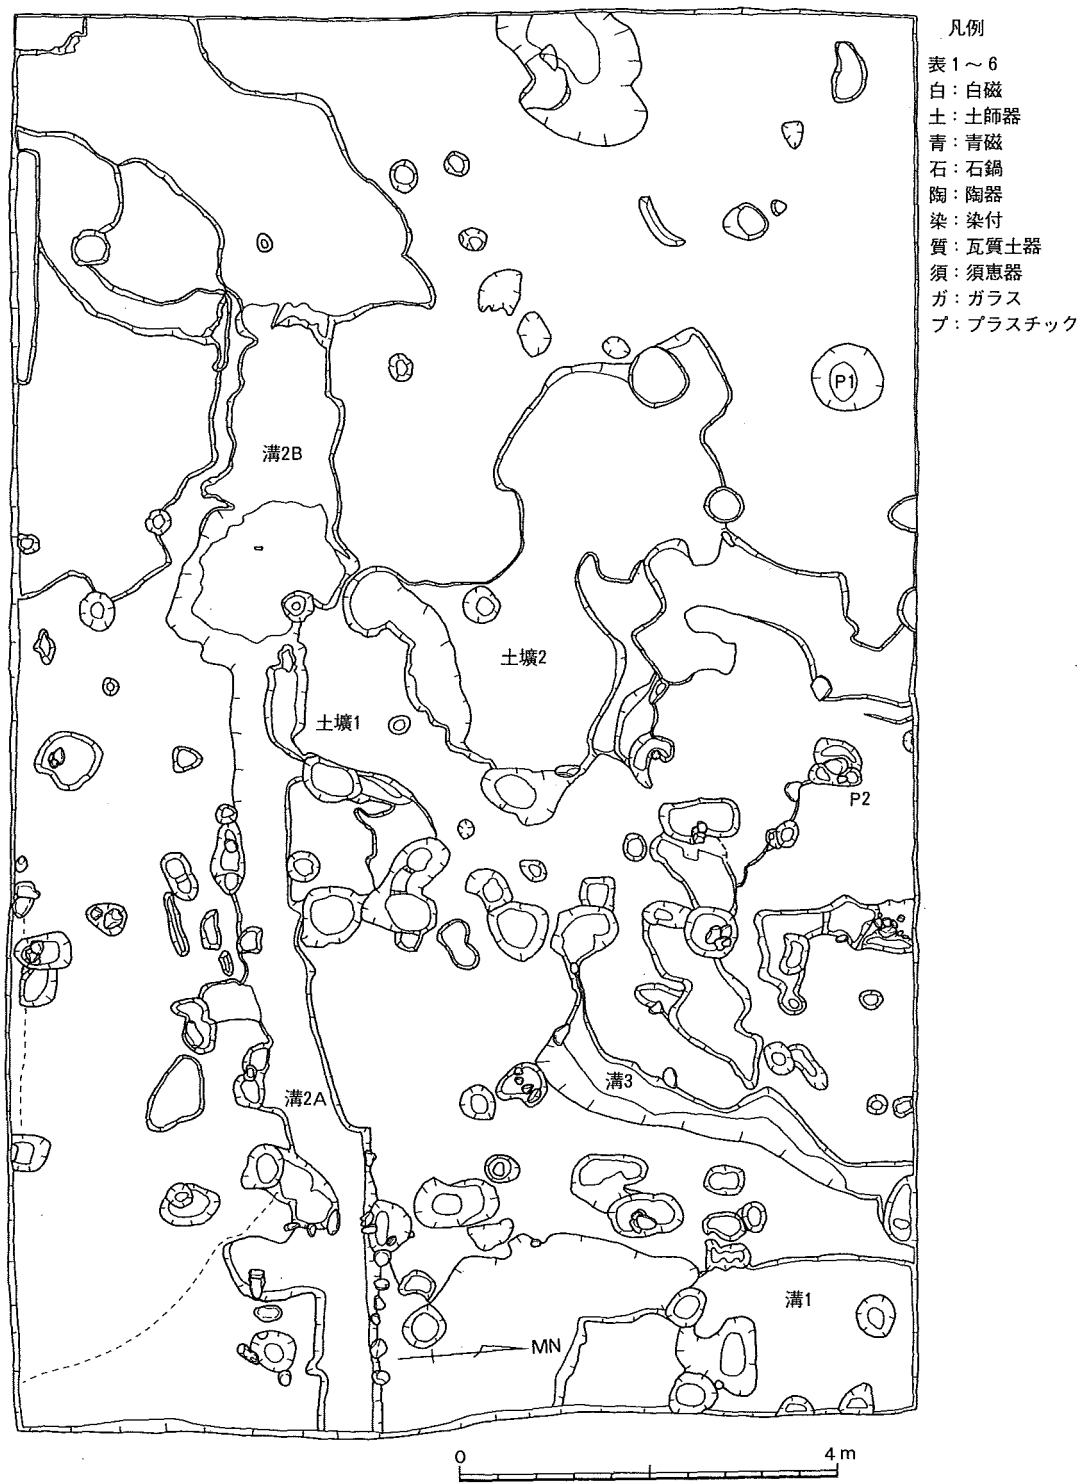 凡例
表1～6
白：白磁
土：土師器
青：青磁
石：石鍋
陶：陶器
染：染付
質：瓦質土器
須：須恵器
ガ：ガラス
プ：プラスチック
P1
溝2B
土壙2
土壙1
P2
溝3
溝2A
溝1
MN
0 4m